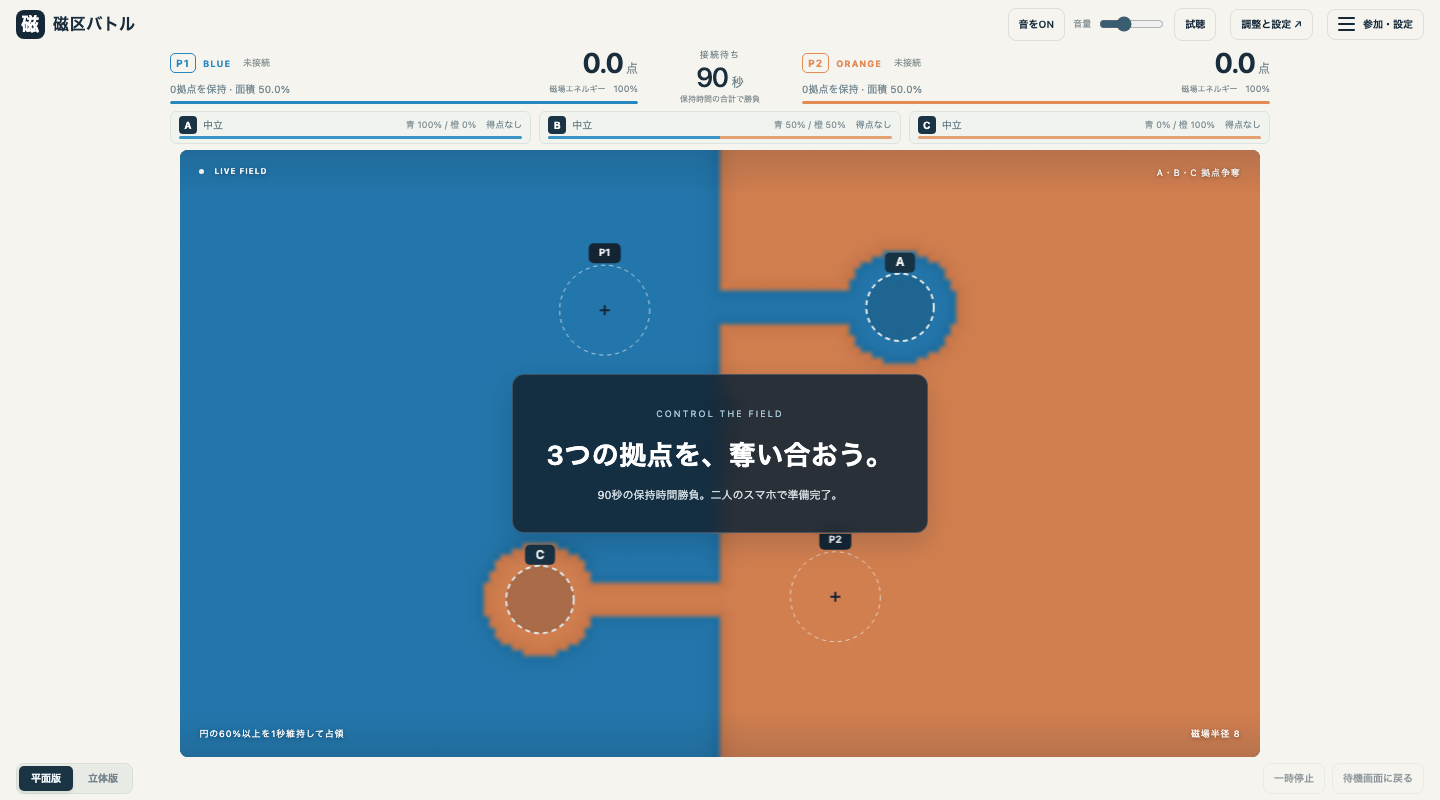 磁 磁区バトル
音をON 音量 試聴 調整と設定 ↗ 参加・設定
P1 BLUE 未接続 0.0 点
0拠点を保持 · 面積 50.0% 磁場エネルギー 100%
接続待ち
90 秒
保持時間の合計で勝負
P2 ORANGE 未接続 0.0 点
0拠点を保持 · 面積 50.0% 磁場エネルギー 100%
A 中立 青 100% / 橙 0% 得点なし
B 中立 青 50% / 橙 50% 得点なし
C 中立 青 0% / 橙 100% 得点なし
LIVE FIELD
A・B・C 拠点争奪
P1
A
CONTROL THE FIELD
3つの拠点を、奪い合おう。
90秒の保持時間勝負。二人のスマホで準備完了。
P2
C
円の60%以上を1秒維持して占領
磁場半径 8
平面版 立体版
一時停止 待機画面に戻る